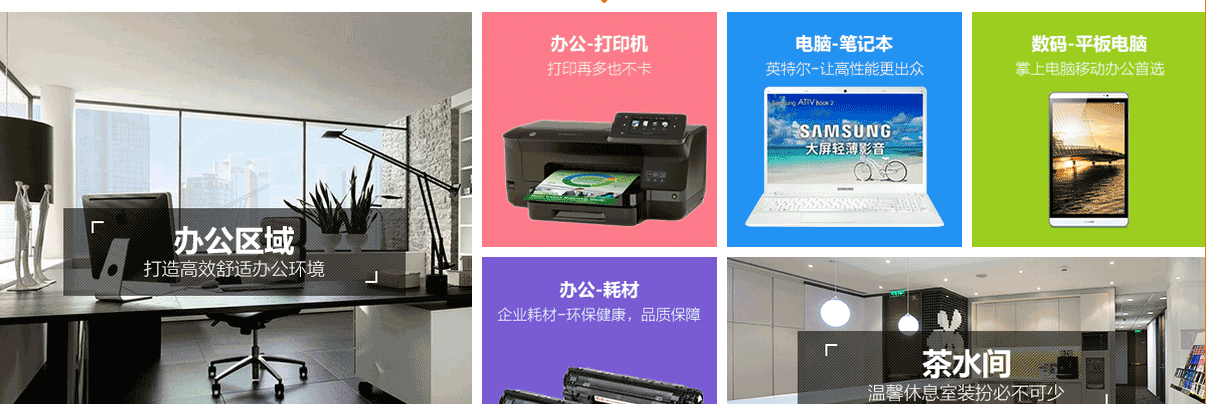 办公区域
打造高效舒适办公环境
办公-打印机
打印再多也不卡
电脑-笔记本
英特尔-让高性能更出众
Samsung ATIV Book 2
SAMSUNG
大屏轻薄影音
SAMSUNG
数码-平板电脑
掌上电脑移动办公首选
办公-耗材
企业耗材-环保健康，品质保障
茶水间
温馨休息室装扮必不可少